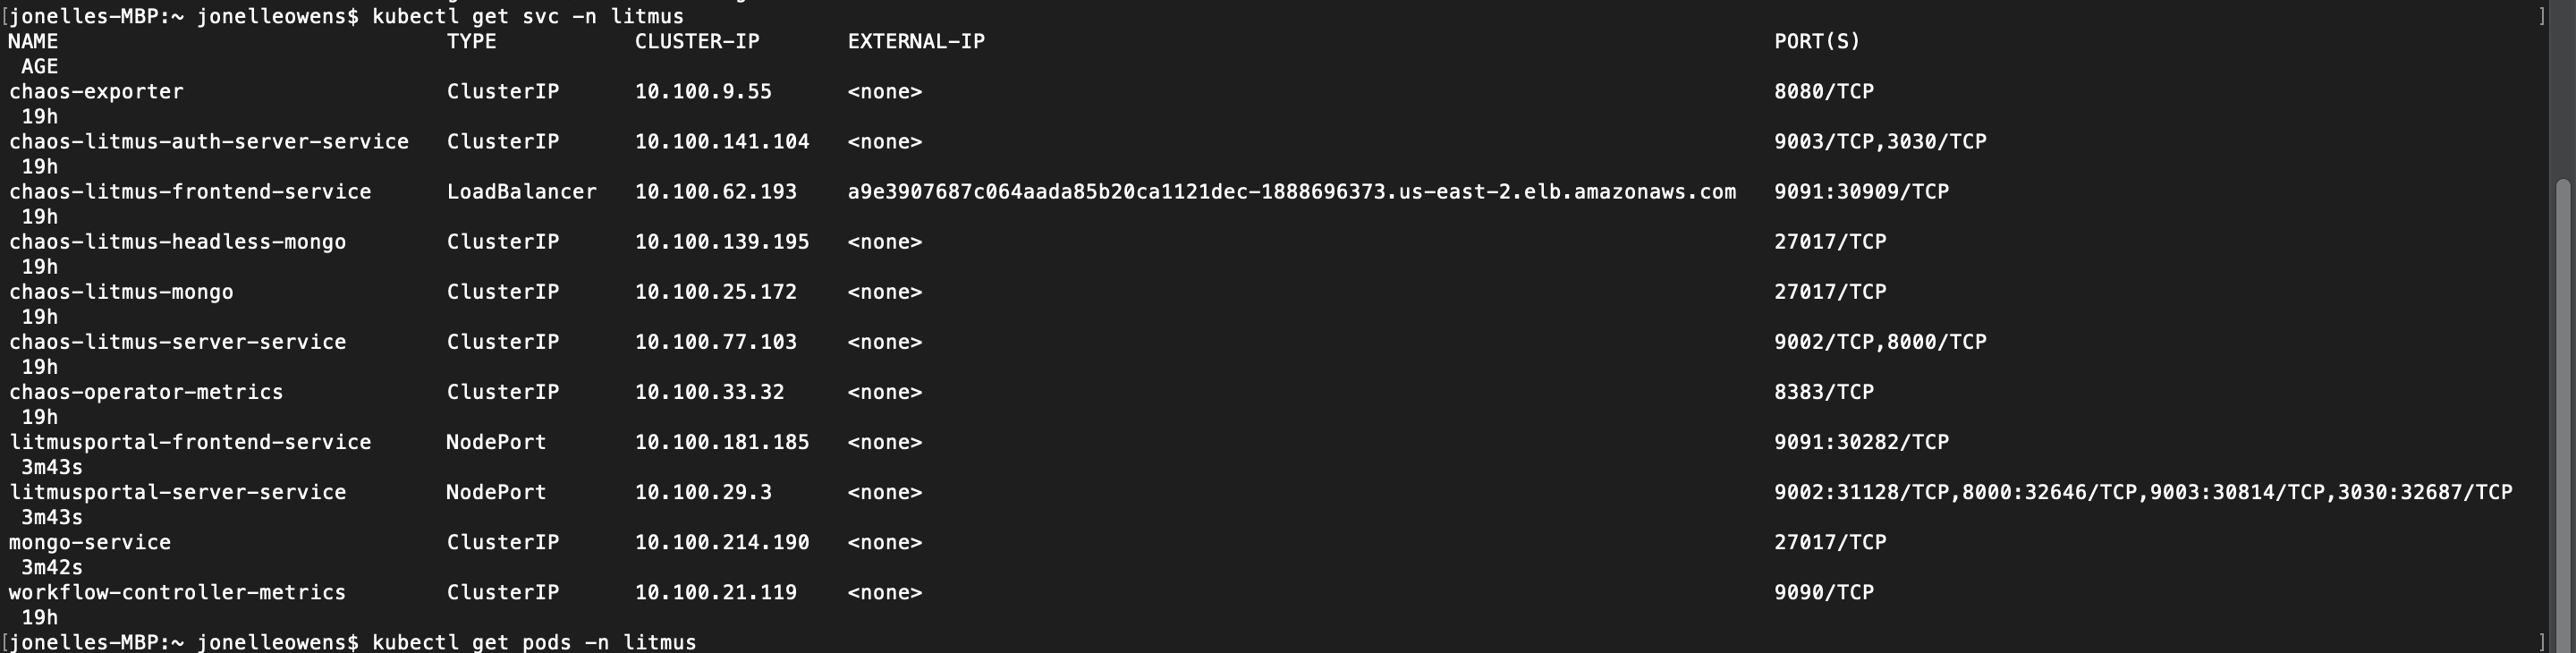 [jonelles-MBP:~ jonelleowens$ kubectl get svc -n litmus ]
NAME TYPE CLUSTER-IP EXTERNAL-IP PORT(S)
AGE
chaos-exporter ClusterIP 10.100.9.55 <none> 8080/TCP
19h
chaos-litmus-auth-server-service ClusterIP 10.100.141.104 <none> 9003/TCP,3030/TCP
19h
chaos-litmus-frontend-service LoadBalancer 10.100.62.193 a9e3907687c064aada85b20ca1121dec-1888696373.us-east-2.elb.amazonaws.com 9091:30909/TCP
19h
chaos-litmus-headless-mongo ClusterIP 10.100.139.195 <none> 27017/TCP
19h
chaos-litmus-mongo ClusterIP 10.100.25.172 <none> 27017/TCP
19h
chaos-litmus-server-service ClusterIP 10.100.77.103 <none> 9002/TCP,8000/TCP
19h
chaos-operator-metrics ClusterIP 10.100.33.32 <none> 8383/TCP
19h
litmusportal-frontend-service NodePort 10.100.181.185 <none> 9091:30282/TCP
3m43s
litmusportal-server-service NodePort 10.100.29.3 <none> 9002:31128/TCP,8000:32646/TCP,9003:30814/TCP,3030:32687/TCP
3m43s
mongo-service ClusterIP 10.100.214.190 <none> 27017/TCP
3m42s
workflow-controller-metrics ClusterIP 10.100.21.119 <none> 9090/TCP
19h
[jonelles-MBP:~ jonelleowens$ kubectl get pods -n litmus ]